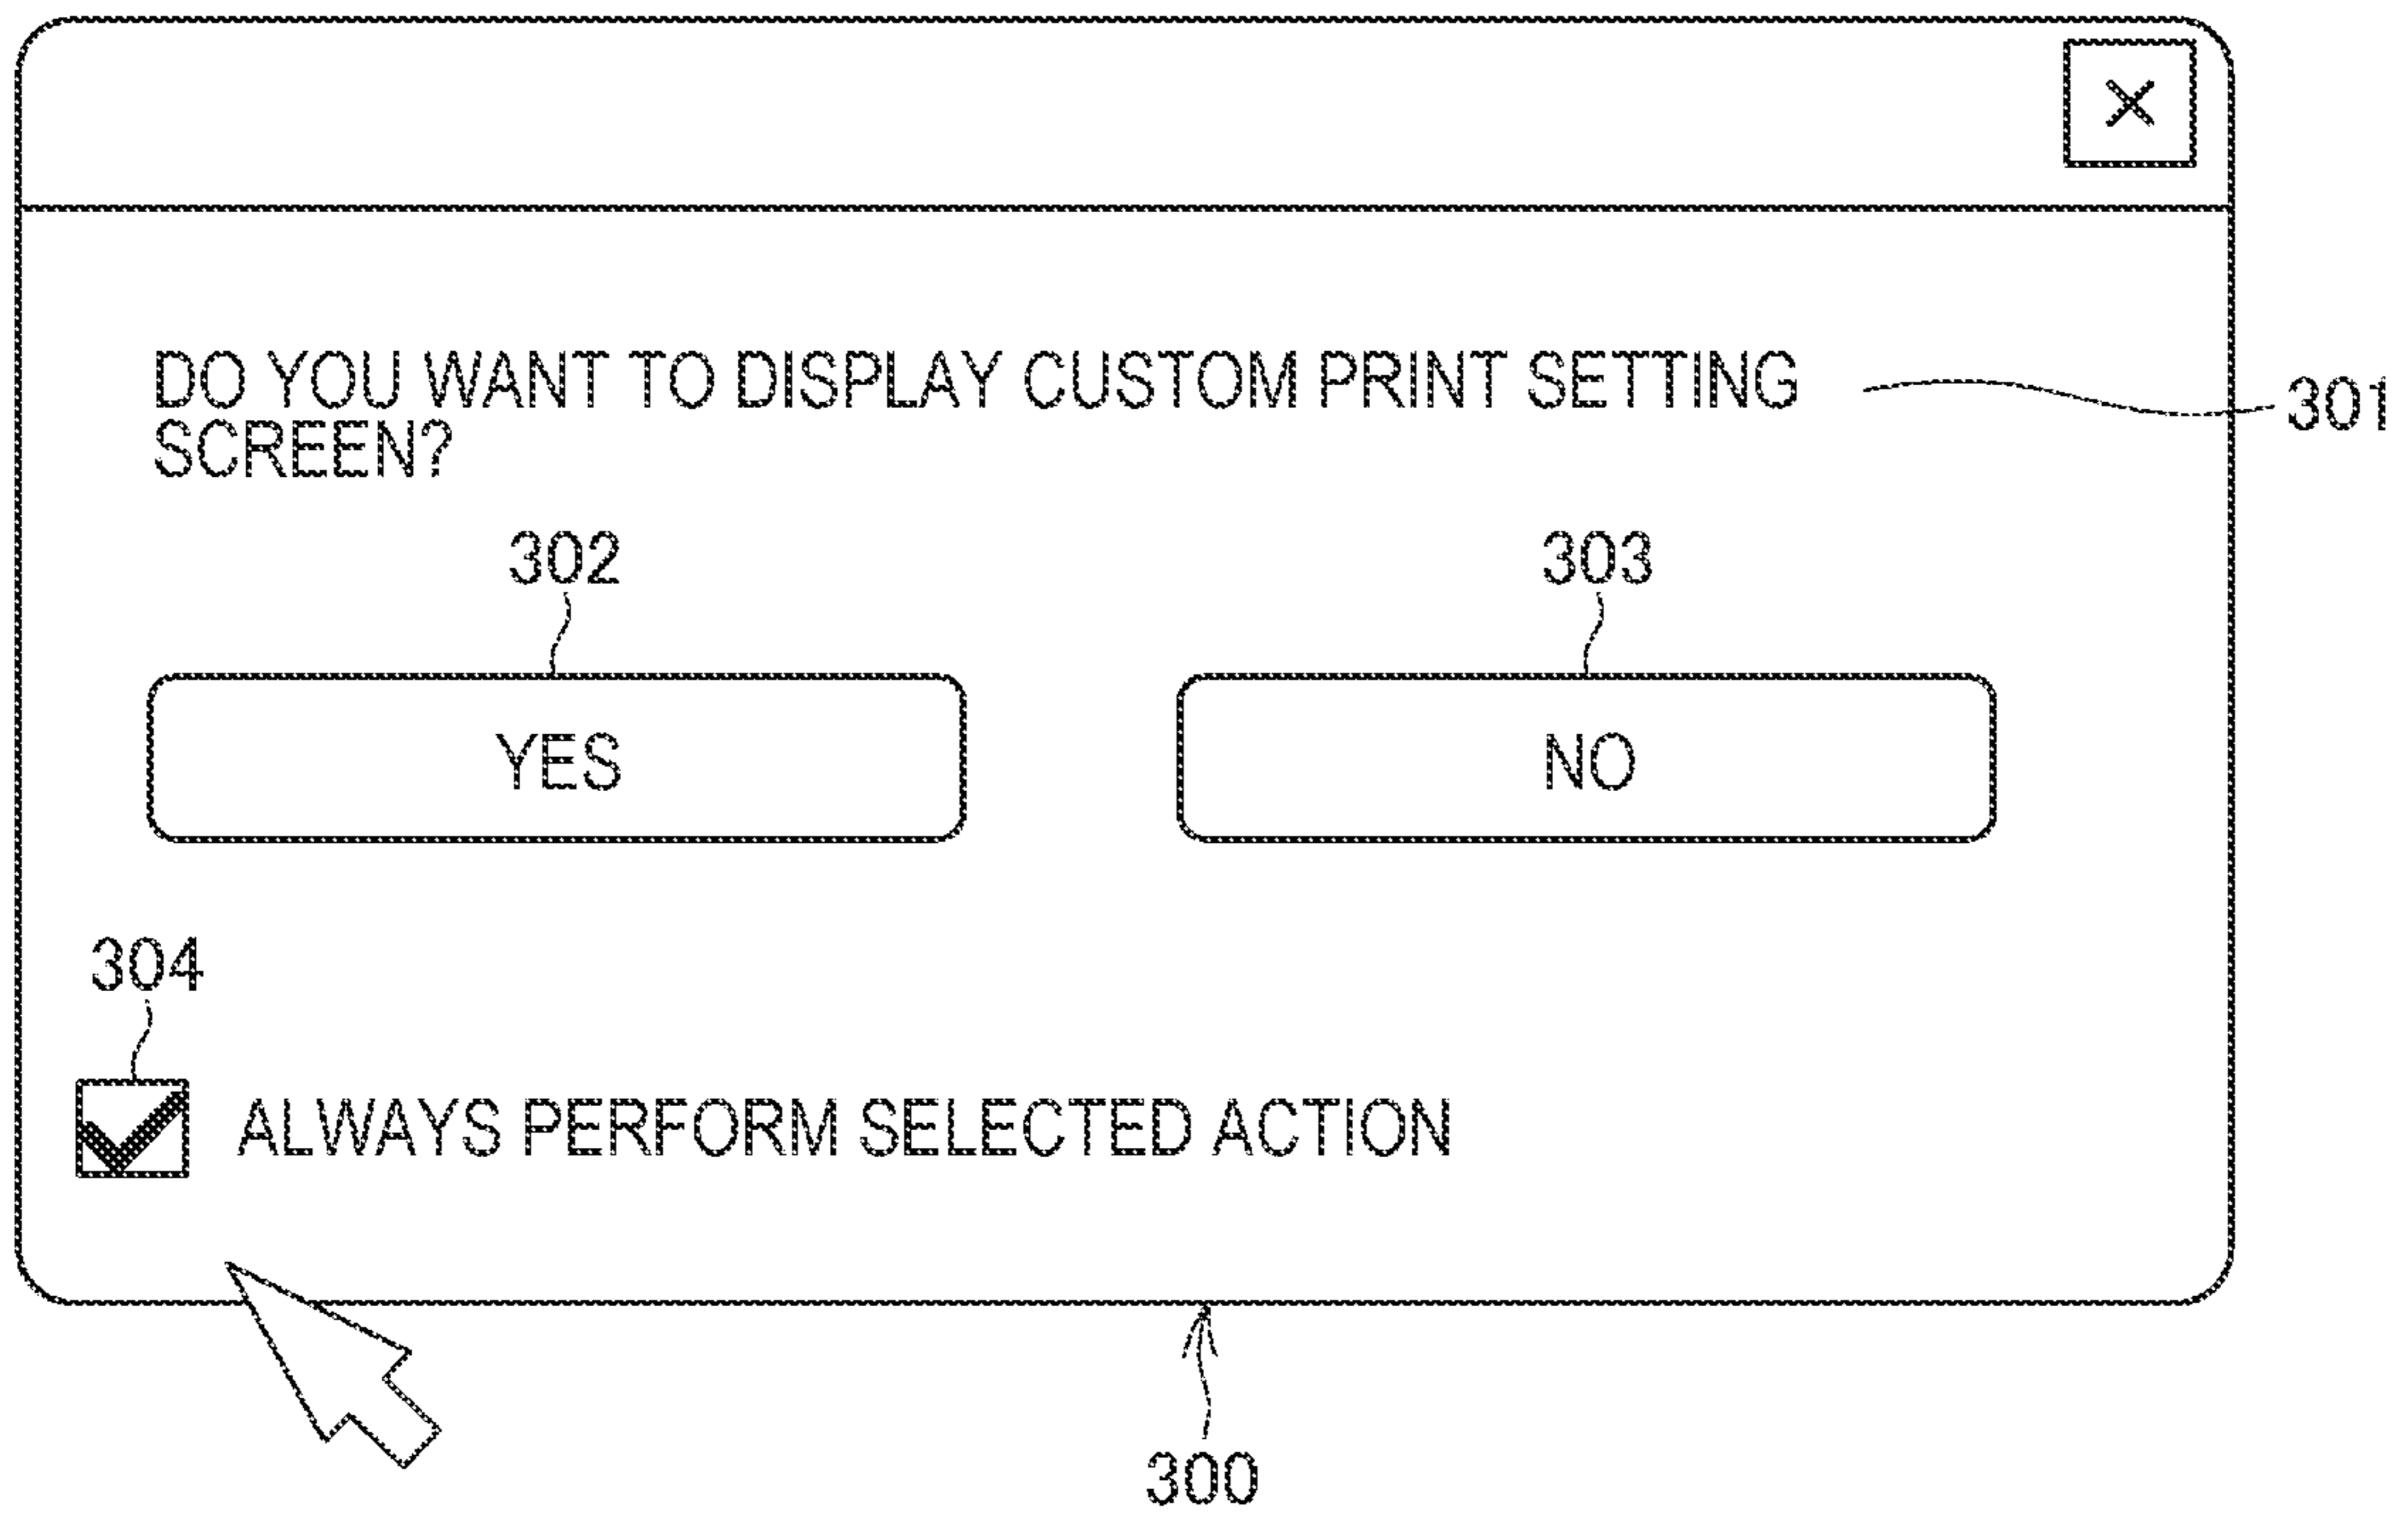 ×
DO YOU WANT TO DISPLAY CUSTOM PRINT SETTING
301
SCREEN?
302
303
YES
NO
304
ALWAYS PERFORM SELECTED ACTION
300